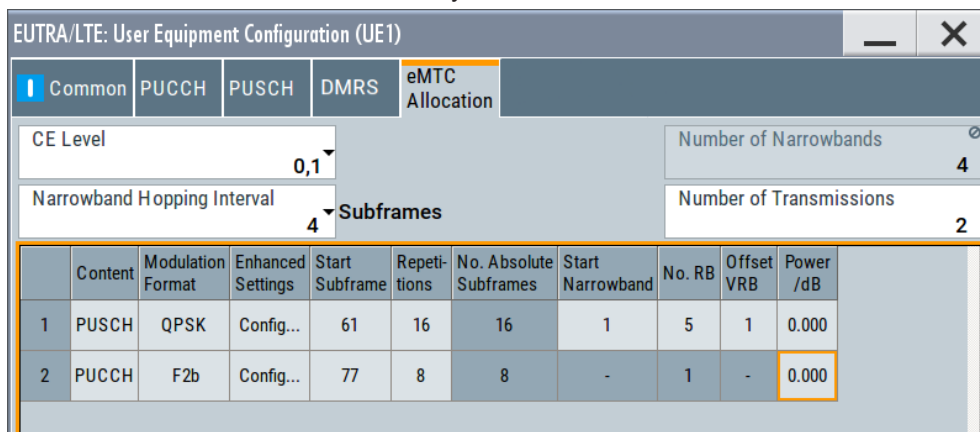 EUTRA/LTE: User Equipment Configuration (UE1)
Common PUCCH PUSCH DMRS eMTC Allocation
CE Level
0,1
Number of Narrowbands
4
Narrowband Hopping Interval
4 Subframes
Number of Transmissions
2
Content Modulation Format Enhanced Settings Start Subframe Repeti-tions No. Absolute Subframes Start Narrowband No. RB Offset VRB Power /dB
1 PUSCH QPSK Config... 61 16 16 1 5 1 0.000
2 PUCCH F2b Config... 77 8 8 - 1 - 0.000